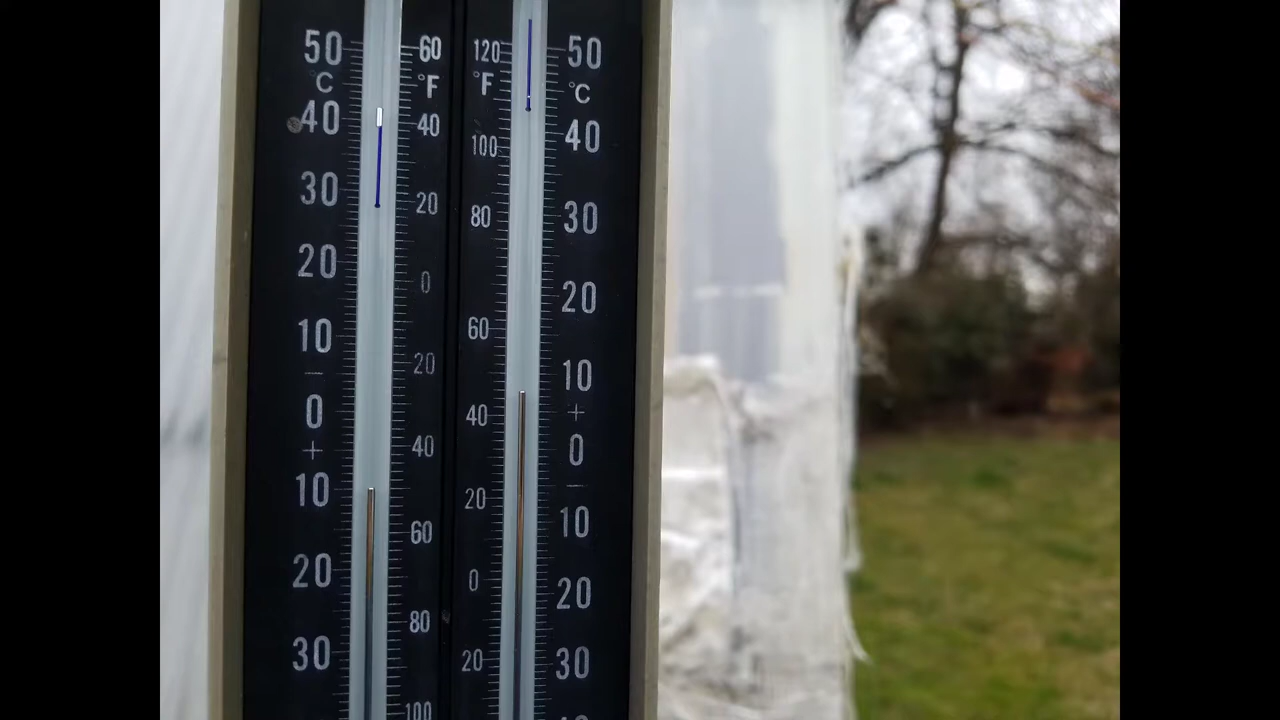 50 60 120 50
°C °F °F °C
40 40 100 40
30 20 80 30
20 0 20
10 20 60 10
−
0 40 40 +
+ 0
10 20 −
60 10
20 0 20
80
30 20 30
100